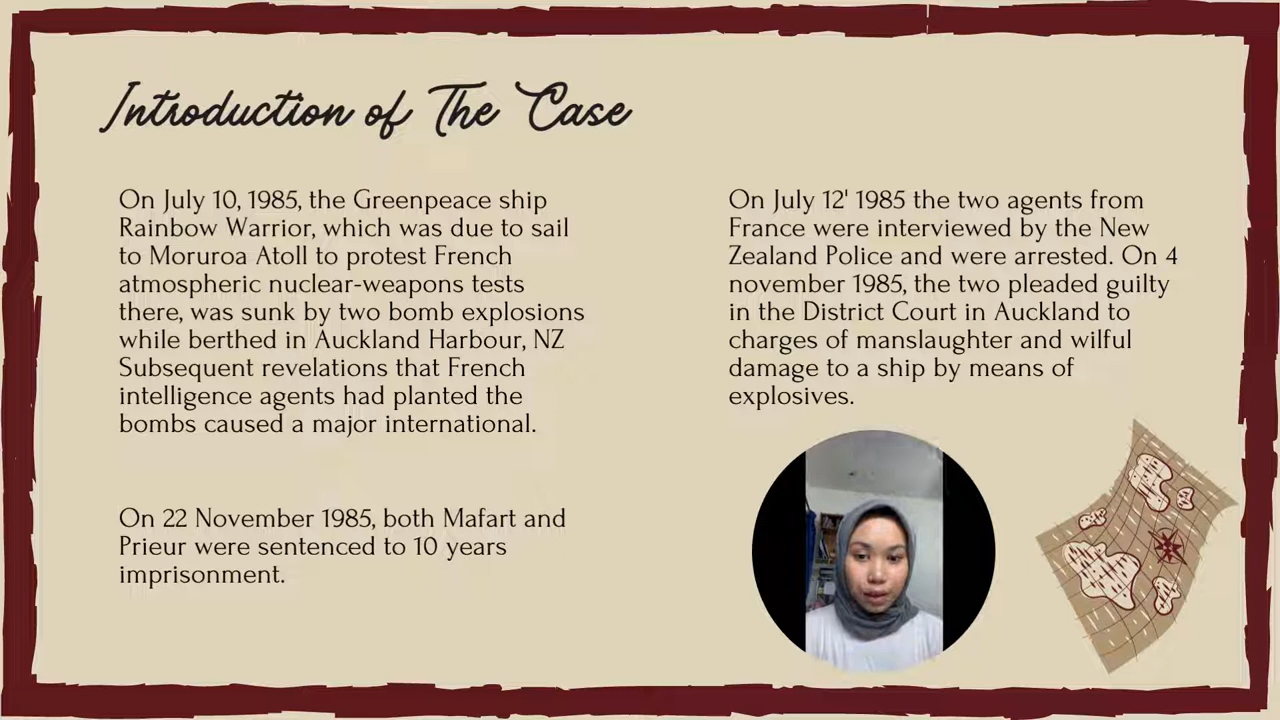 Introduction of The Case
On July 10, 1985, the Greenpeace ship
Rainbow Warrior, which was due to sail
to Moruroa Atoll to protest French
atmospheric nuclear-weapons tests
there, was sunk by two bomb explosions
while berthed in Auckland Harbour, NZ
Subsequent revelations that French
intelligence agents had planted the
bombs caused a major international.
On 22 November 1985, both Mafart and
Prieur were sentenced to 10 years
imprisonment.
On July 12' 1985 the two agents from
France were interviewed by the New
Zealand Police and were arrested. On 4
november 1985, the two pleaded guilty
in the District Court in Auckland to
charges of manslaughter and wilful
damage to a ship by means of
explosives.